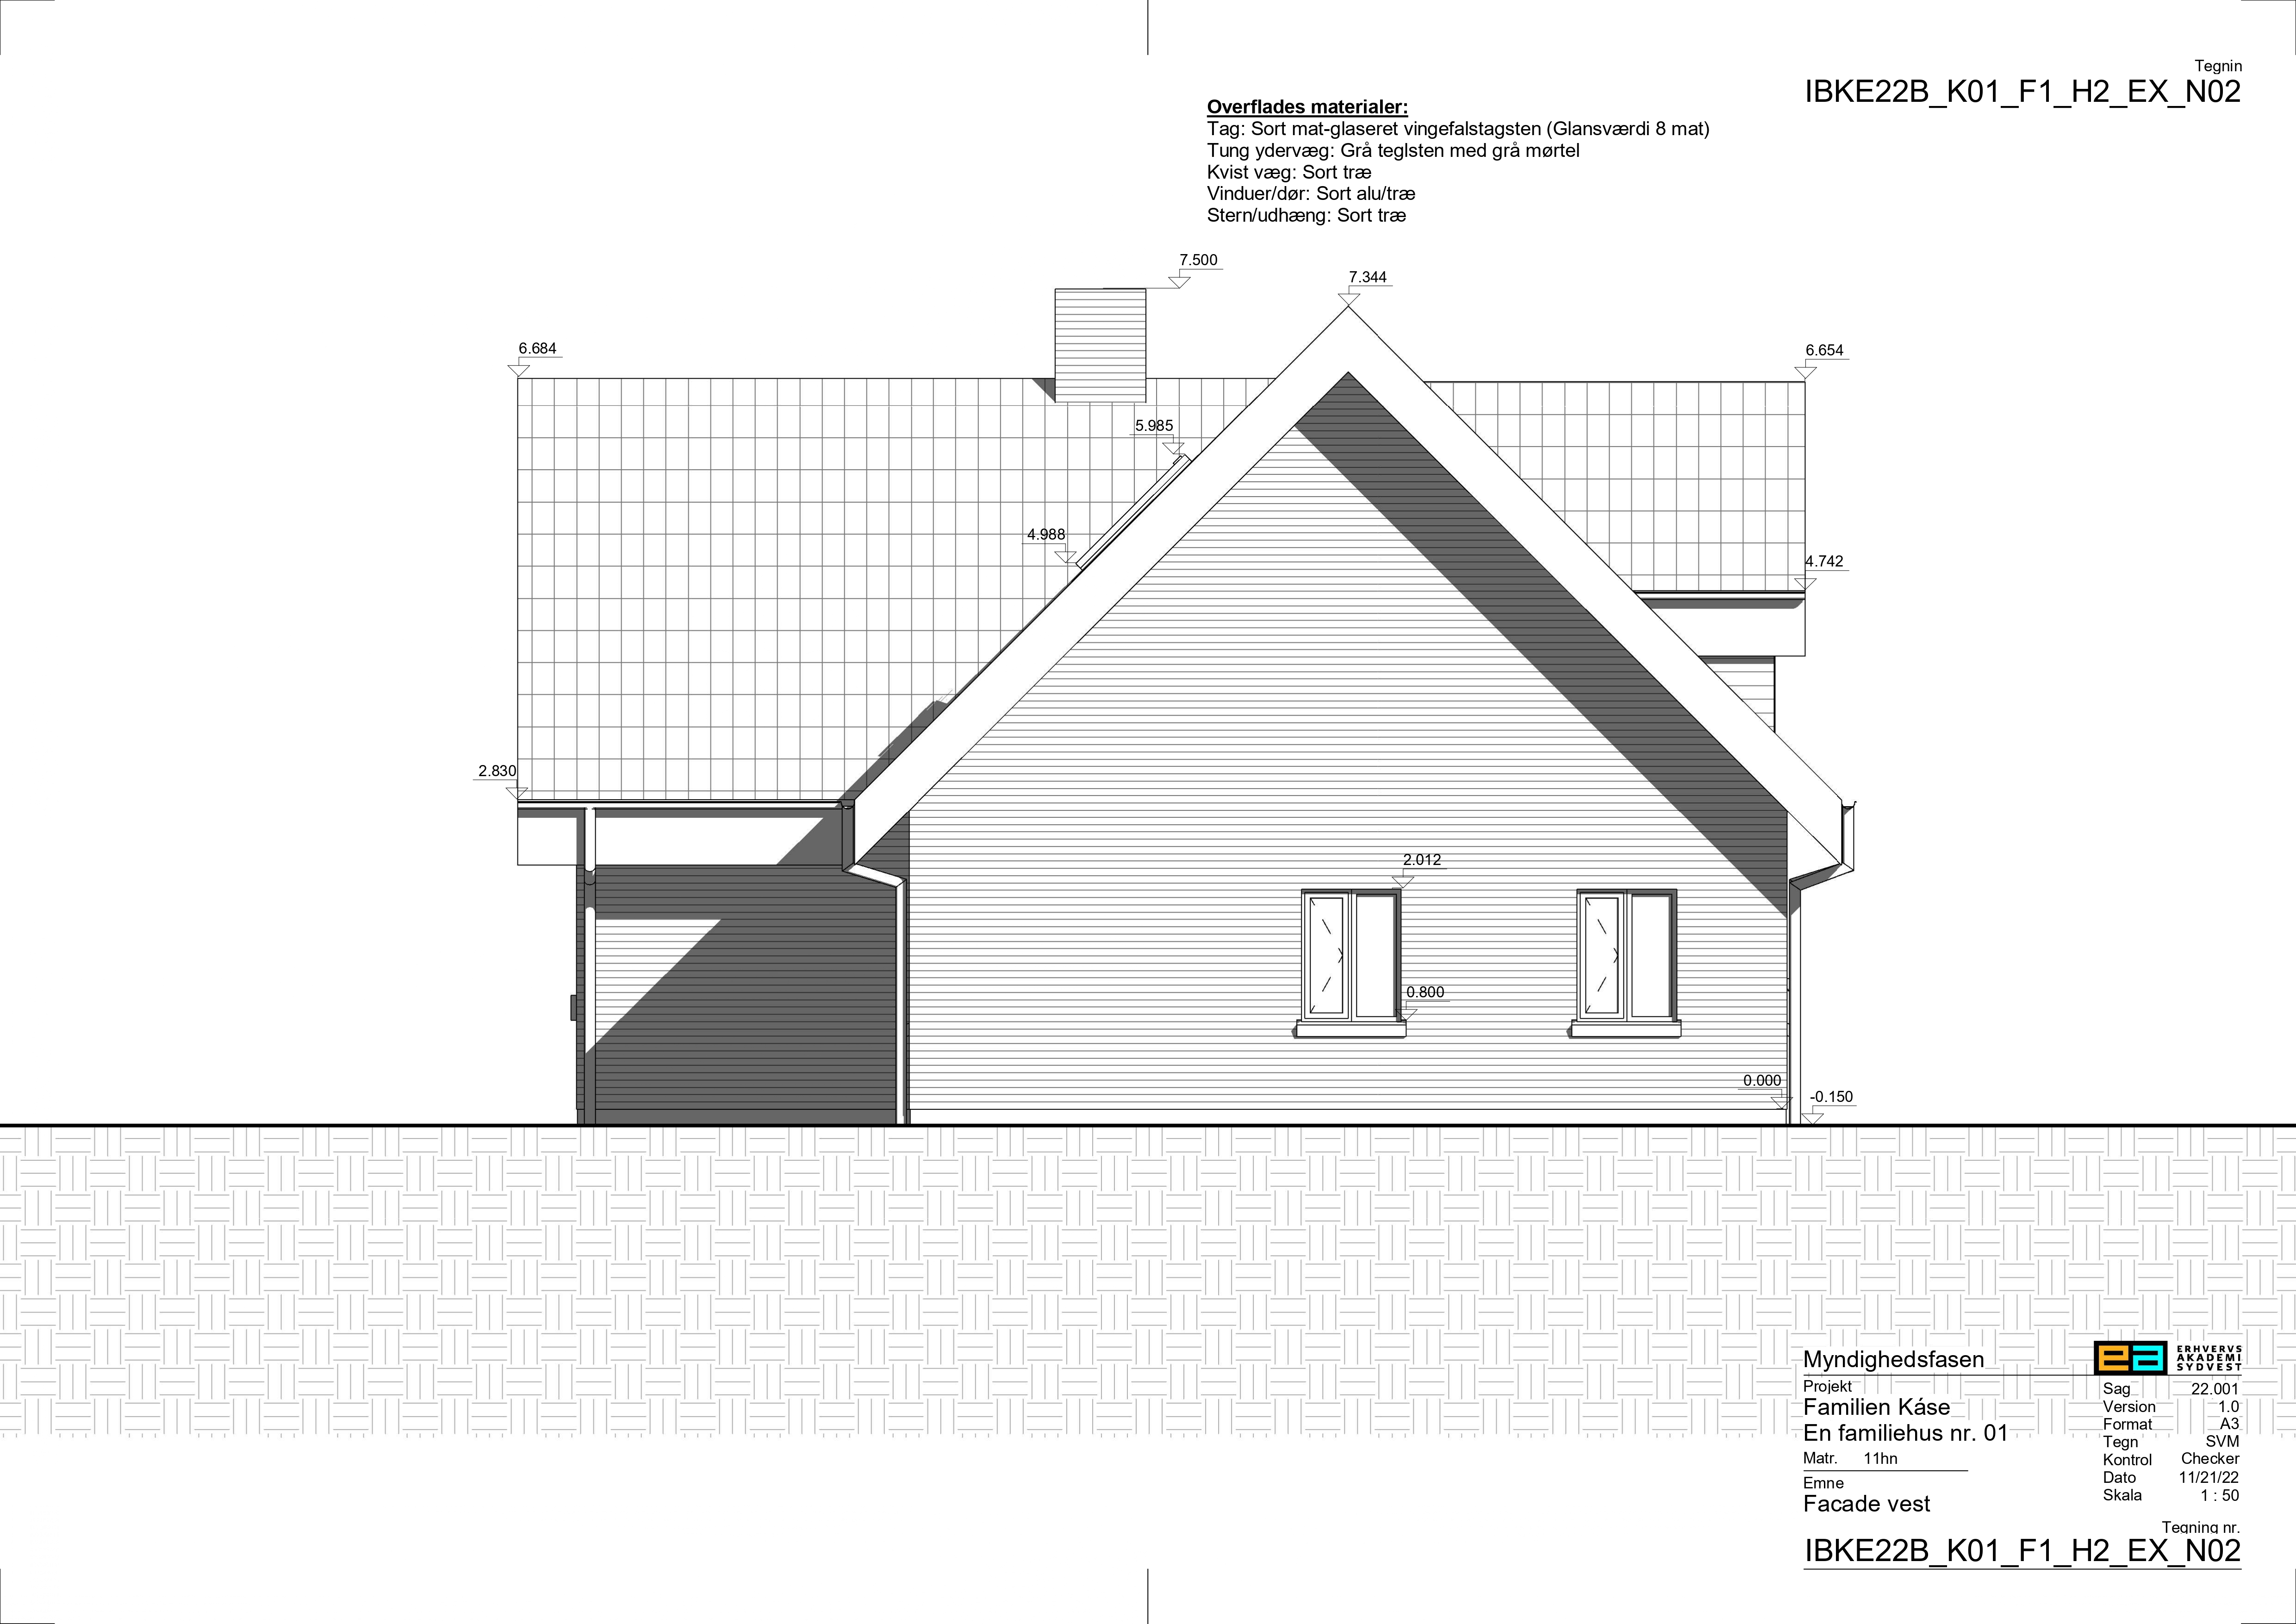 Tegnin
IBKE22B_K01_F1_H2_EX_N02
Overflades materialer:
Tag: Sort mat-glaseret vingefalstagsten (Glansværdi 8 mat)
Tung ydervæg: Grå teglsten med grå mørtel
Kvist væg: Sort træ
Vinduer/dør: Sort alu/træ
Stern/udhæng: Sort træ
7.500
7.344
6.684
6.654
5.985
4.988
4.742
2.830
2.012
0.800
0.000
-0.150
Myndighedsfasen
ea ERHVERVS
AKADEMI
SYDVEST
Projekt
Familien Káse
En familiehus nr. 01
Matr. 11hn
Emne
Facade vest
Sag 22.001
Version 1.0
Format A3
Tegn SVM
Kontrol Checker
Dato 11/21/22
Skala 1 : 50
Tegning nr.
IBKE22B_K01_F1_H2_EX_N02